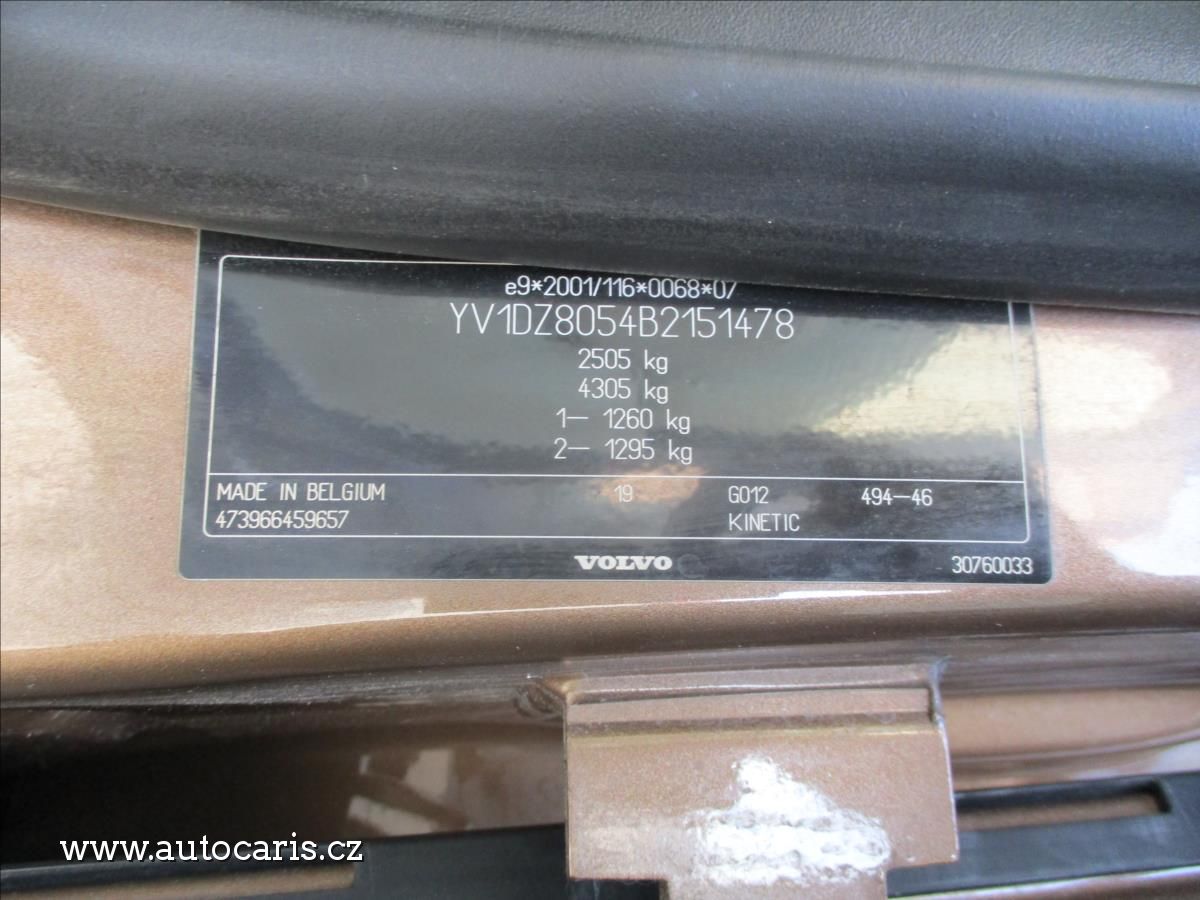 e9*2001/116*0068*07
YV1DZ8054B2151478
2505 kg
4305 kg
1— 1260 kg
2— 1295 kg
MADE IN BELGIUM 19 G012 494—46
473966459657 KINETIC
VOLVO 30760033
www.autocaris.cz